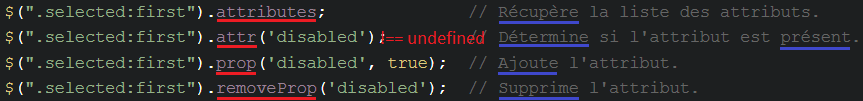 $(".selected:first").attributes; // Récupère la liste des attributs.
$(".selected:first").attr('disabled'); !== undefined // Détermine si l'attribut est présent.
$(".selected:first").prop('disabled', true); // Ajoute l'attribut.
$(".selected:first").removeProp('disabled'); // Supprime l'attribut.